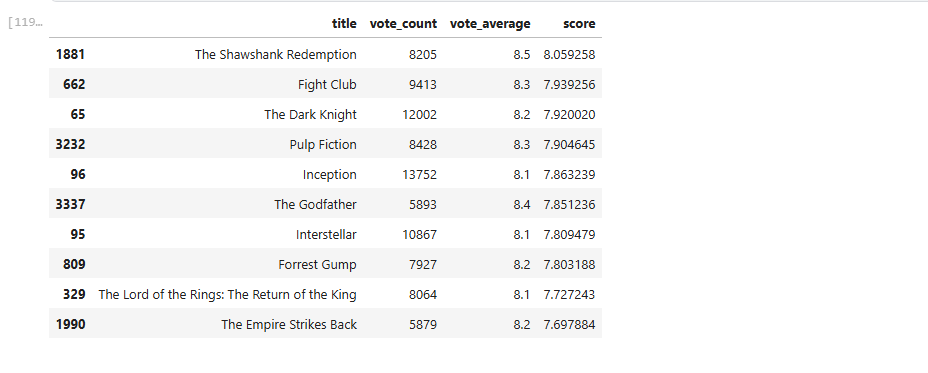 [119...
title vote_count vote_average score
1881 The Shawshank Redemption 8205 8.5 8.059258
662 Fight Club 9413 8.3 7.939256
65 The Dark Knight 12002 8.2 7.920020
3232 Pulp Fiction 8428 8.3 7.904645
96 Inception 13752 8.1 7.863239
3337 The Godfather 5893 8.4 7.851236
95 Interstellar 10867 8.1 7.809479
809 Forrest Gump 7927 8.2 7.803188
329 The Lord of the Rings: The Return of the King 8064 8.1 7.727243
1990 The Empire Strikes Back 5879 8.2 7.697884